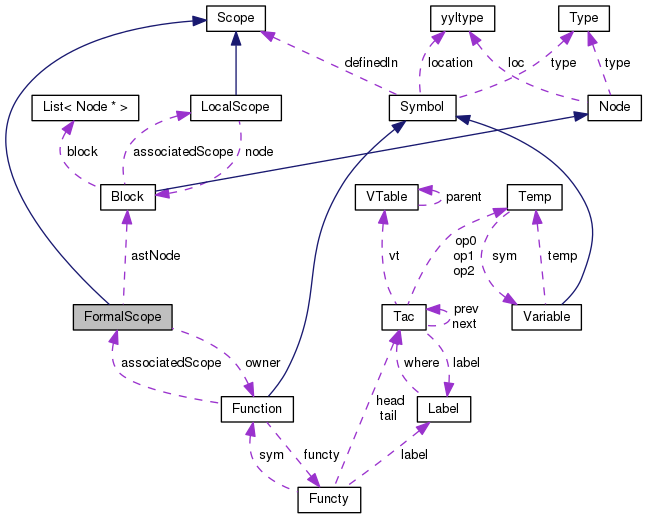 Scope
yyltype
Type
definedIn
location
loc
type
type
List< Node * >
LocalScope
Symbol
Node
block
associatedScope
node
Block
VTable
parent
Temp
astNode
vt
op0
op1
op2
sym
temp
FormalScope
Tac
prev
next
Variable
associatedScope
owner
where
label
Function
head
tail
Label
sym
functy
label
Functy